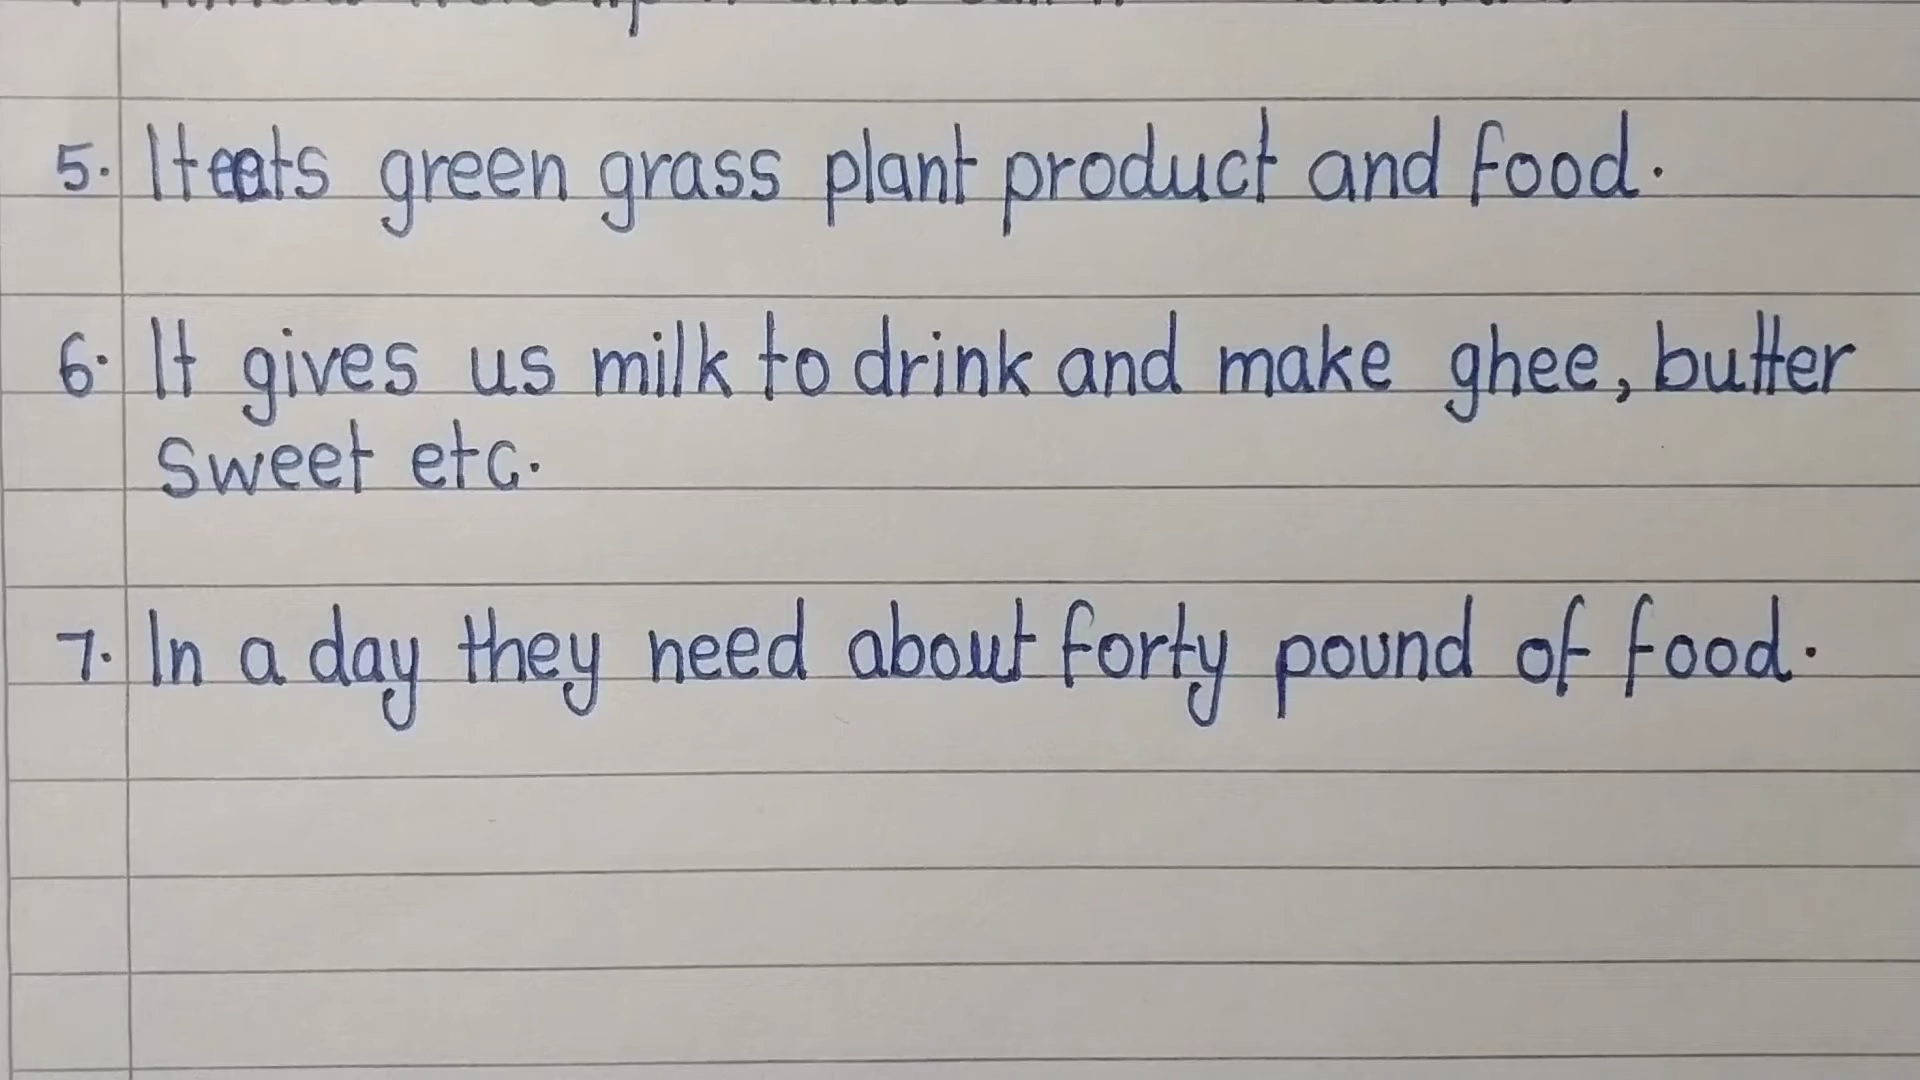 5. It eats green grass plant product and food.
6. It gives us milk to drink and make ghee, butter
sweet etc.
7. In a day they need about forty pound of food.